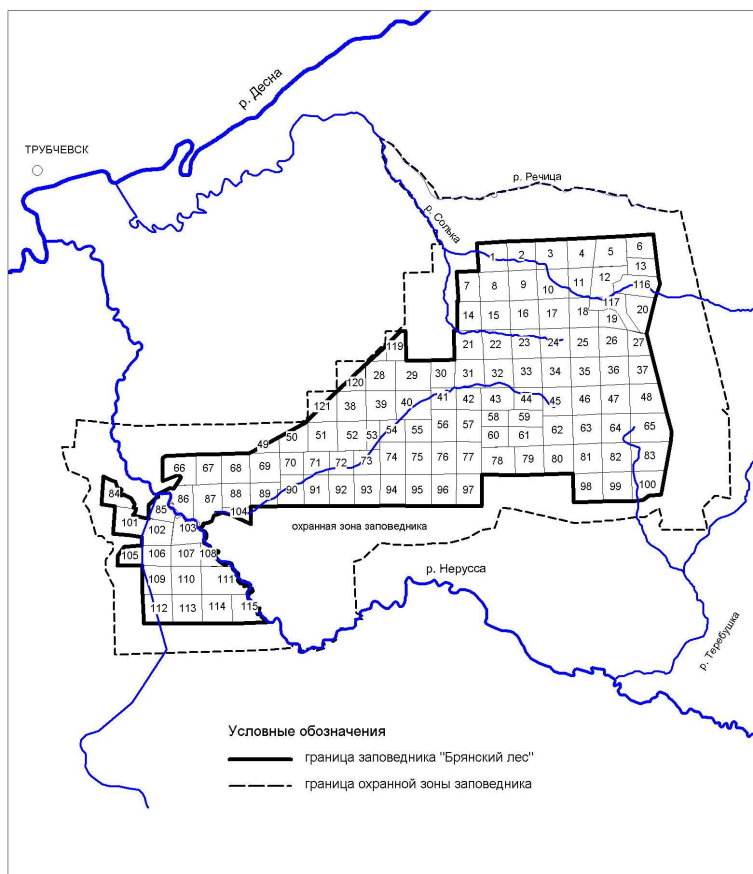 р. Десна
ТРУБЧЕВСК
р. Речица
р. Солька
1 2 3 4 5 6
13
7 8 9 10 11 12 116
117
14 15 16 17 18 19 20
119 21 22 23 24 25 26 27
120 28 29 30 31 32 33 34 35 36 37
121 38 39 40 41 42 43 44 45 46 47 48
49 50 51 52 53 54 55 56 57 58 59 62 63 64 65
60 61
66 67 68 69 70 71 72 73 74 75 76 77 78 79 80 81 82 83
84 85 86 87 88 89 90 91 92 93 94 95 96 97 98 99 100
101 102 103 104
охранная зона заповедника
105 106 107 108
р. Нерусса
109 110 111
112 113 114 115
р. Теребушка
Условные обозначения
граница заповедника "Брянский лес"
граница охранной зоны заповедника